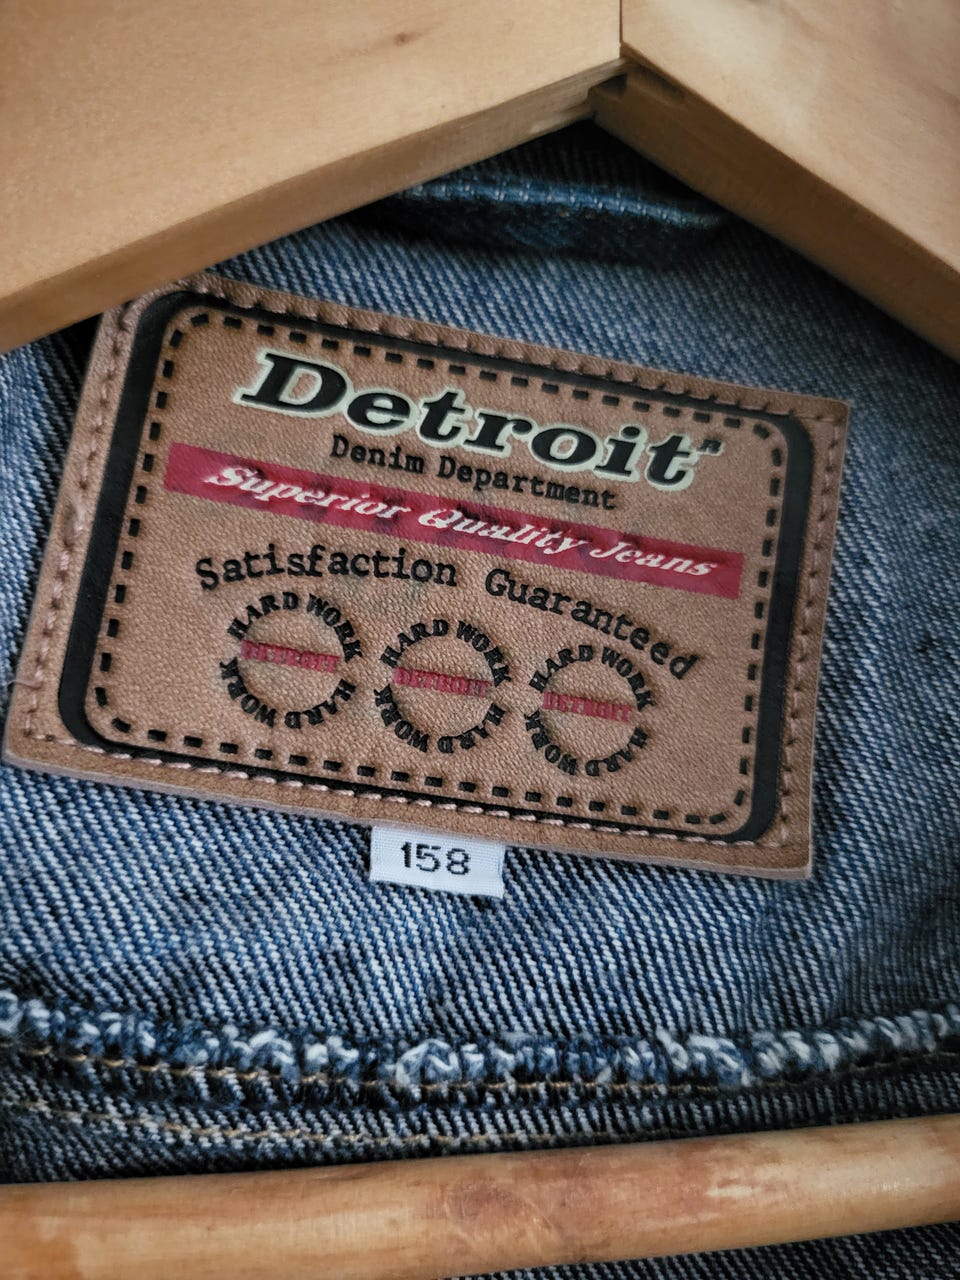 Detroit"
Denim Department
Superior Quality Jeans
Satisfaction Guaranteed
HARD WORK
DETROIT
HARD WORK
HARD WORK
DETROIT
HARD WORK
HARD WORK
DETROIT
HARD WORK
158